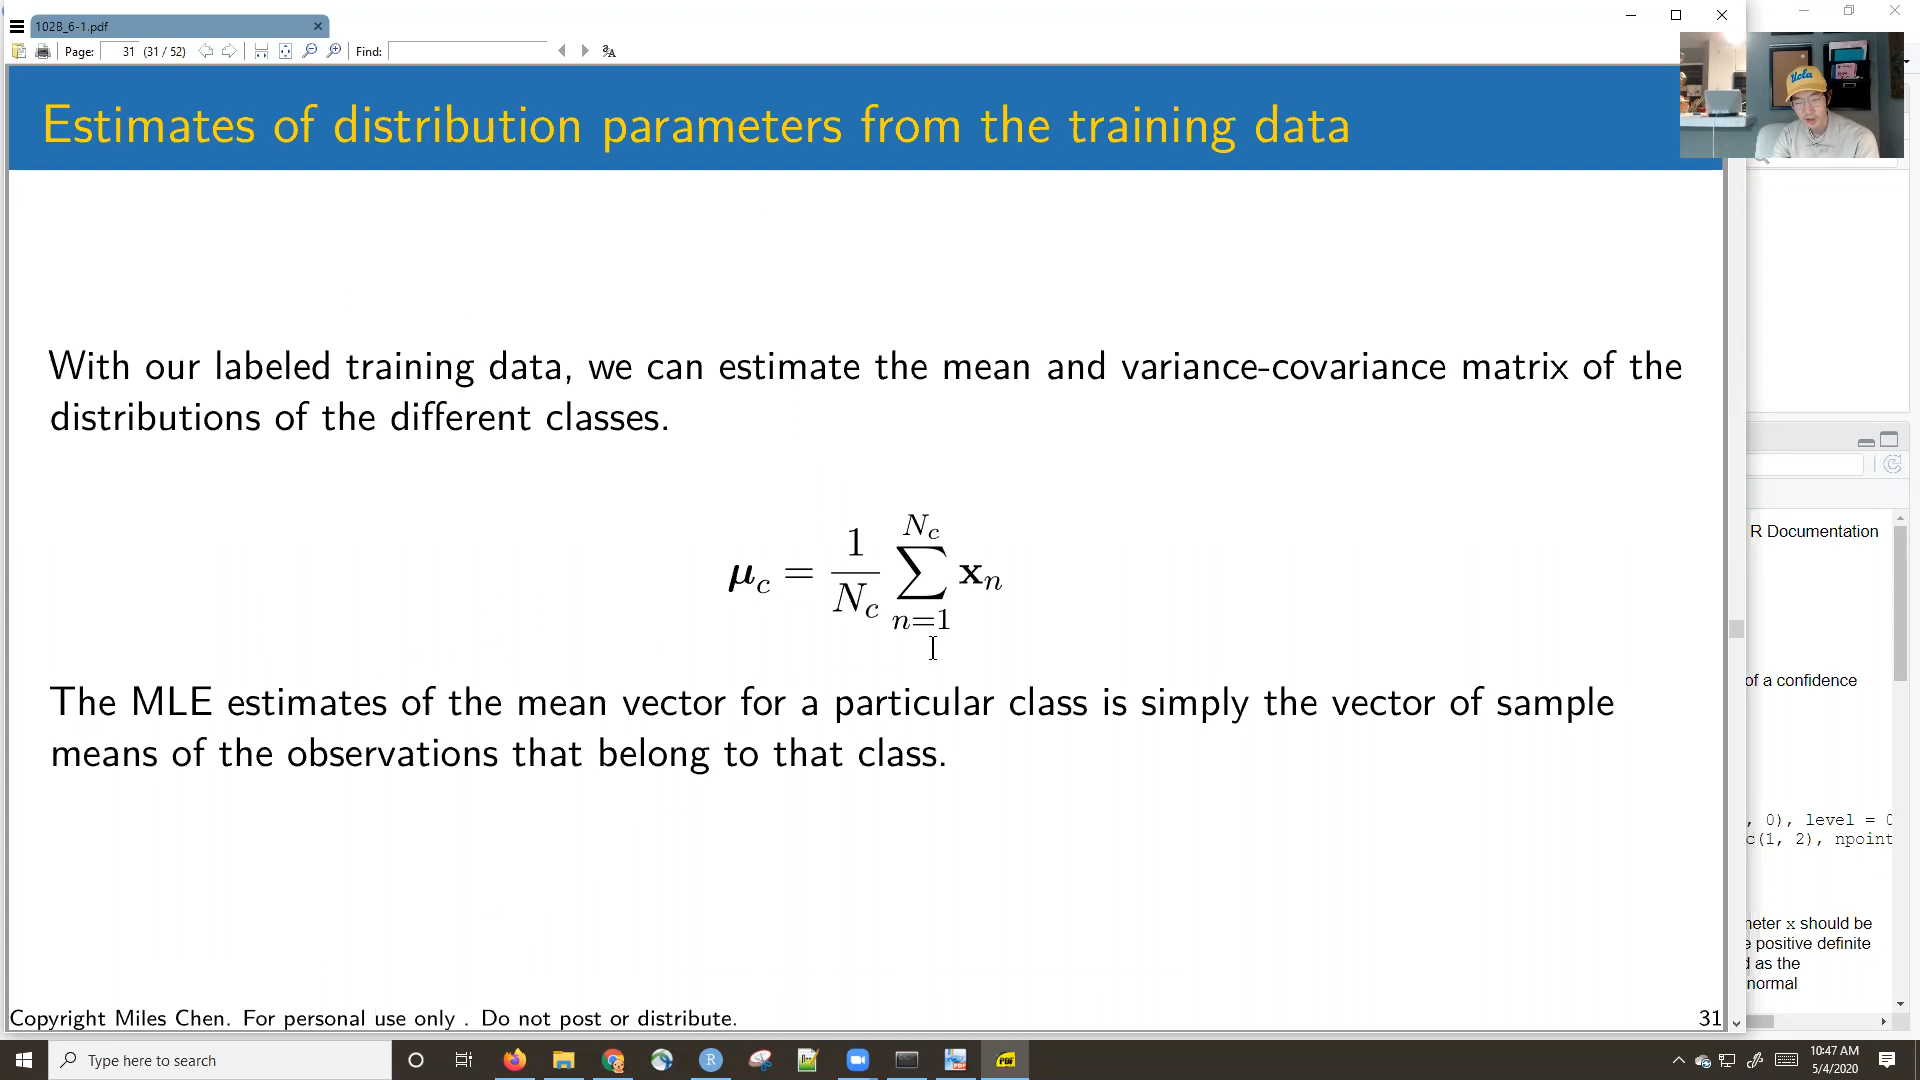 102B_6-1.pdf
Page: 31 (31 / 52) Find:
Estimates of distribution parameters from the training data
Ucla
With our labeled training data, we can estimate the mean and variance-covariance matrix of the
distributions of the different classes.
μ_c = 1/N_c ∑_{n=1}^{N_c} x_n
The MLE estimates of the mean vector for a particular class is simply the vector of sample
means of the observations that belong to that class.
Copyright Miles Chen. For personal use only . Do not post or distribute.
31
R Documentation
of a confidence
, 0), level = 0
c(1, 2), npoint
neter x should be
e positive definite
d as the
normal
Type here to search
10:47 AM
5/4/2020